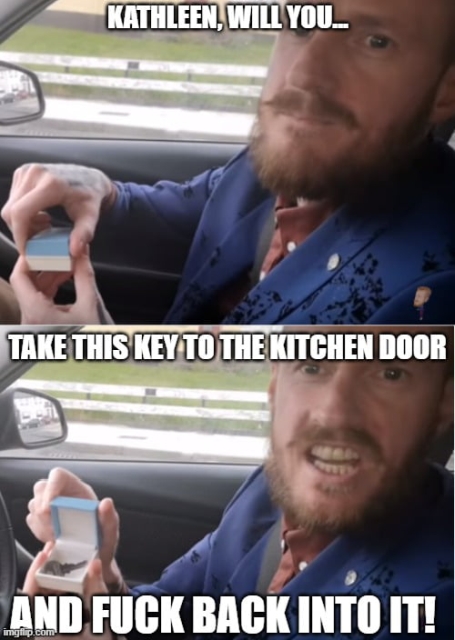 KATHLEEN, WILL YOU...
TAKE THIS KEY TO THE KITCHEN DOOR
AND FUCK BACK INTO IT!
imgflip.com